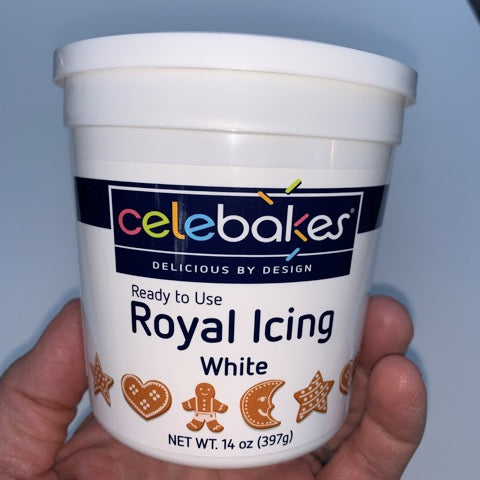 celebakes®
DELICIOUS BY DESIGN
Ready to Use
Royal Icing
White
NET WT. 14 oz (397g)